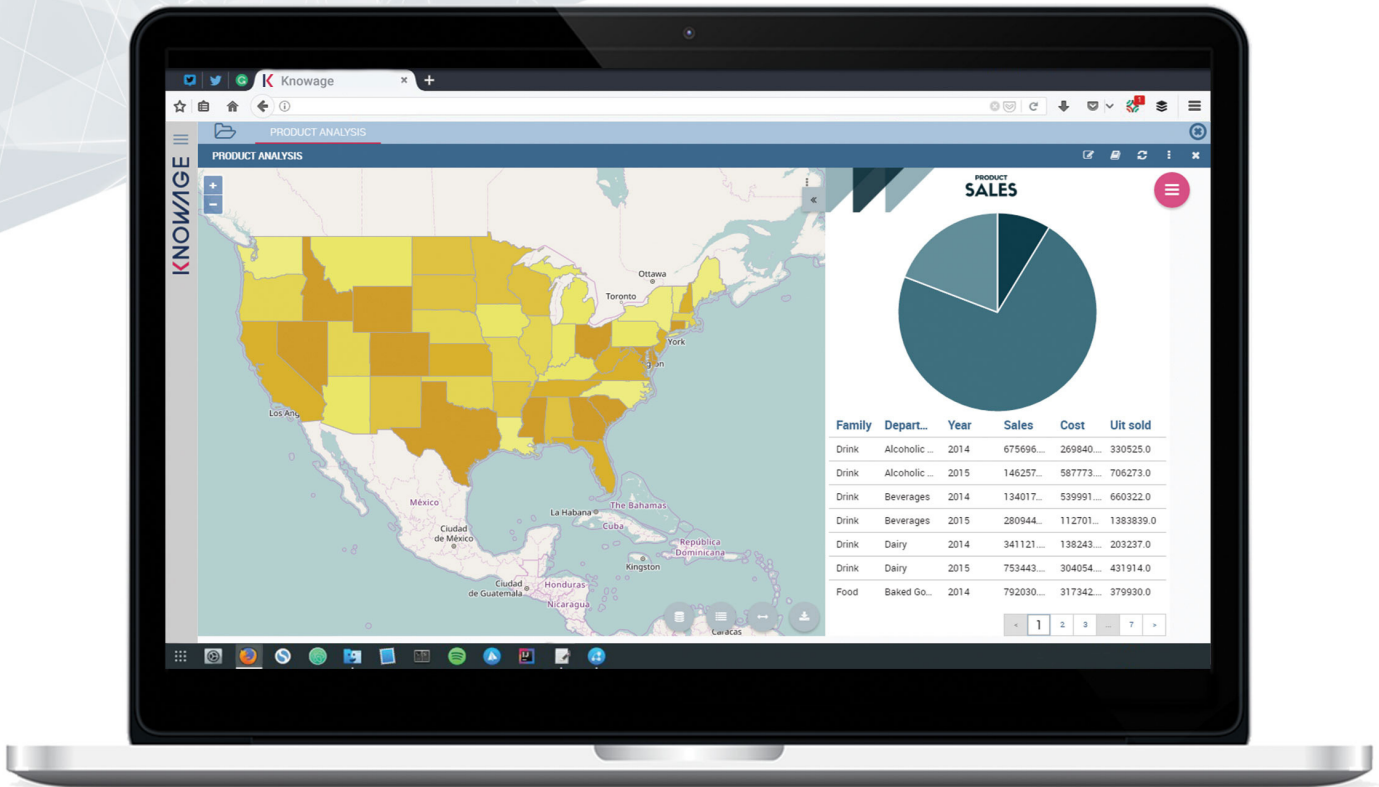 Knowage
1
PRODUCT ANALYSIS
KNOWAGE
PRODUCT ANALYSIS
PRODUCT
SALES
Ottawa
Toronto
York
Los Ang
México
Ciudad
de México
La Habana
The Bahamas
Cuba
República
Dominicana
Kingston
Ciudad
de Guatemala
Honduras
Nicaragua
Caracas
Family Depart... Year Sales Cost Uit sold
Drink Alcoholic ... 2014 675696.... 269840.... 330525.0
Drink Alcoholic ... 2015 146257... 587773.... 706273.0
Drink Beverages 2014 134017... 539991.... 660322.0
Drink Beverages 2015 280944... 112701... 1383839.0
Drink Dairy 2014 341121.... 138243.... 203237.0
Drink Dairy 2015 753443.... 304054.... 431914.0
Food Baked Go... 2014 792030.... 317342.... 379930.0
« 1 2 3 ... 7 »